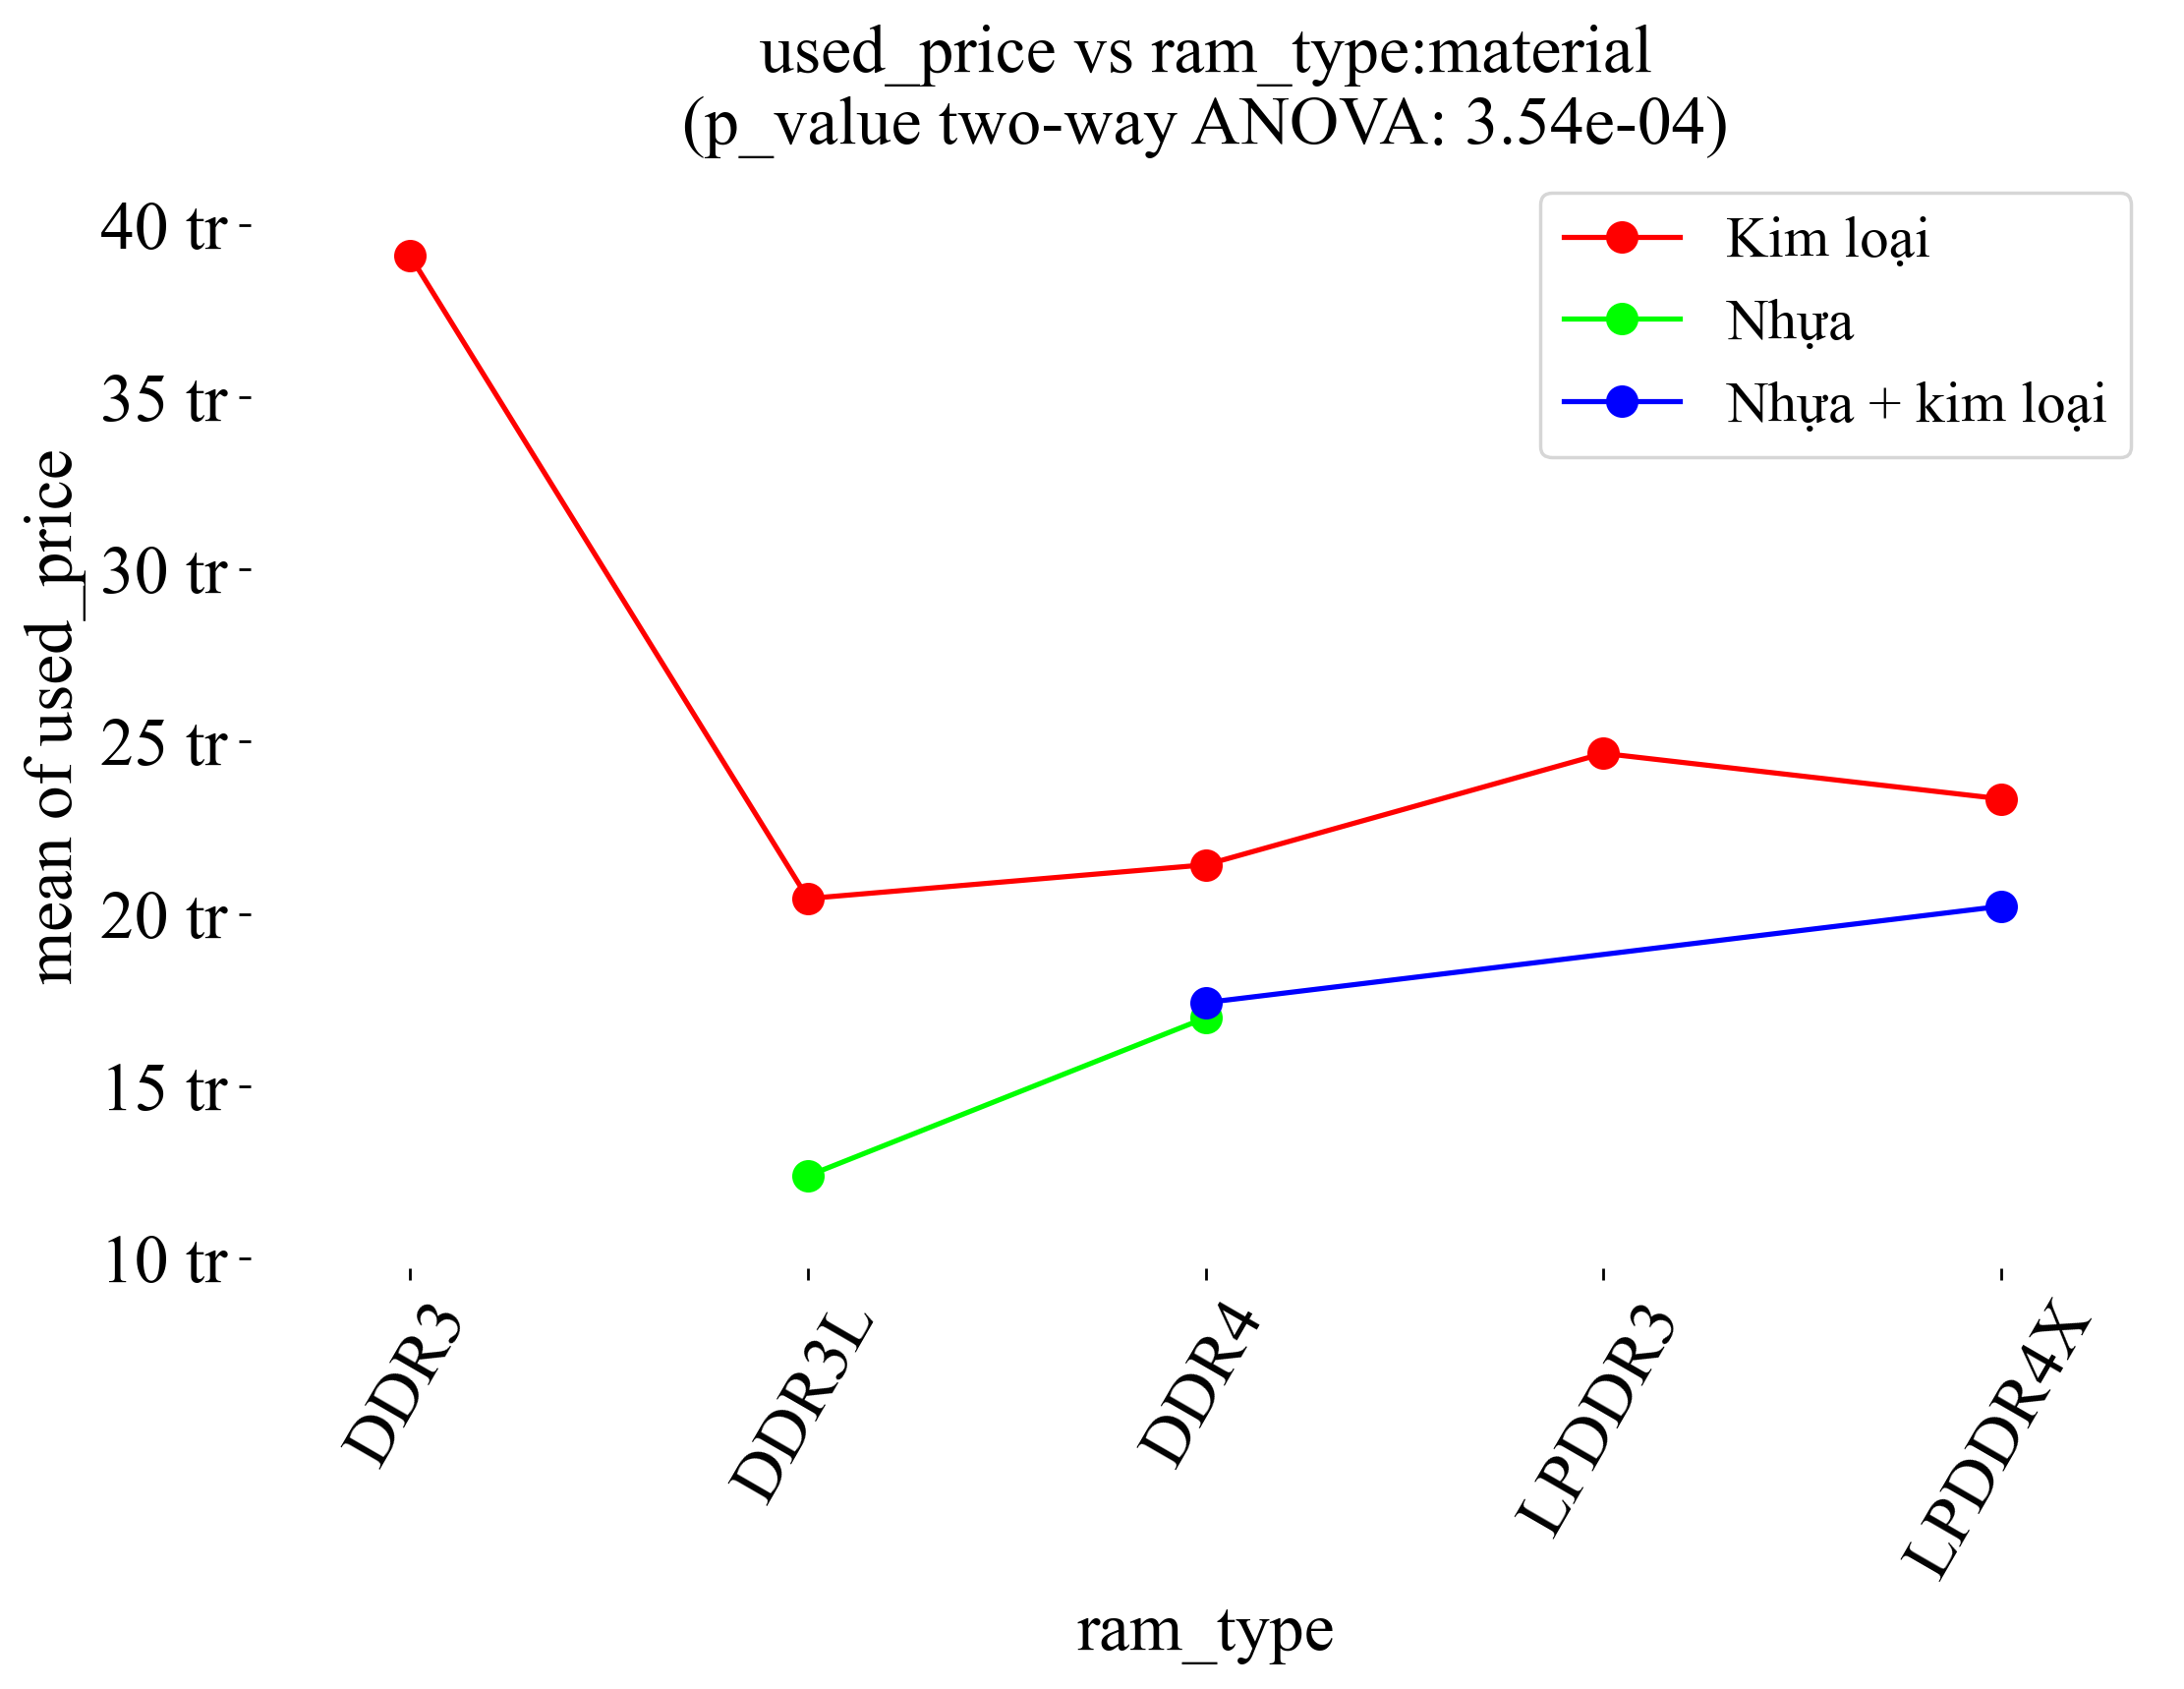 used_price vs ram_type:material
(p_value two-way ANOVA: 3.54e-04)
Kim loại
Nhựa
Nhựa + kim loại
mean of used_price
40 tr
35 tr
30 tr
25 tr
20 tr
15 tr
10 tr
DDR3
DDR3L
DDR4
LPDDR3
LPDDR4X
ram_type